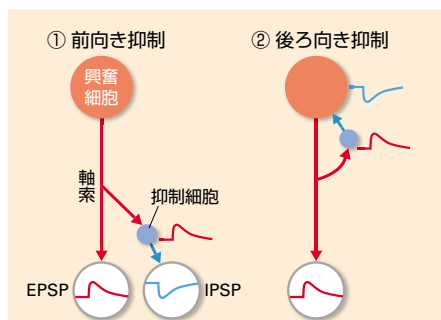 ① 前向き抑制
② 後ろ向き抑制
興奮
細胞
軸索
抑制細胞
EPSP
IPSP